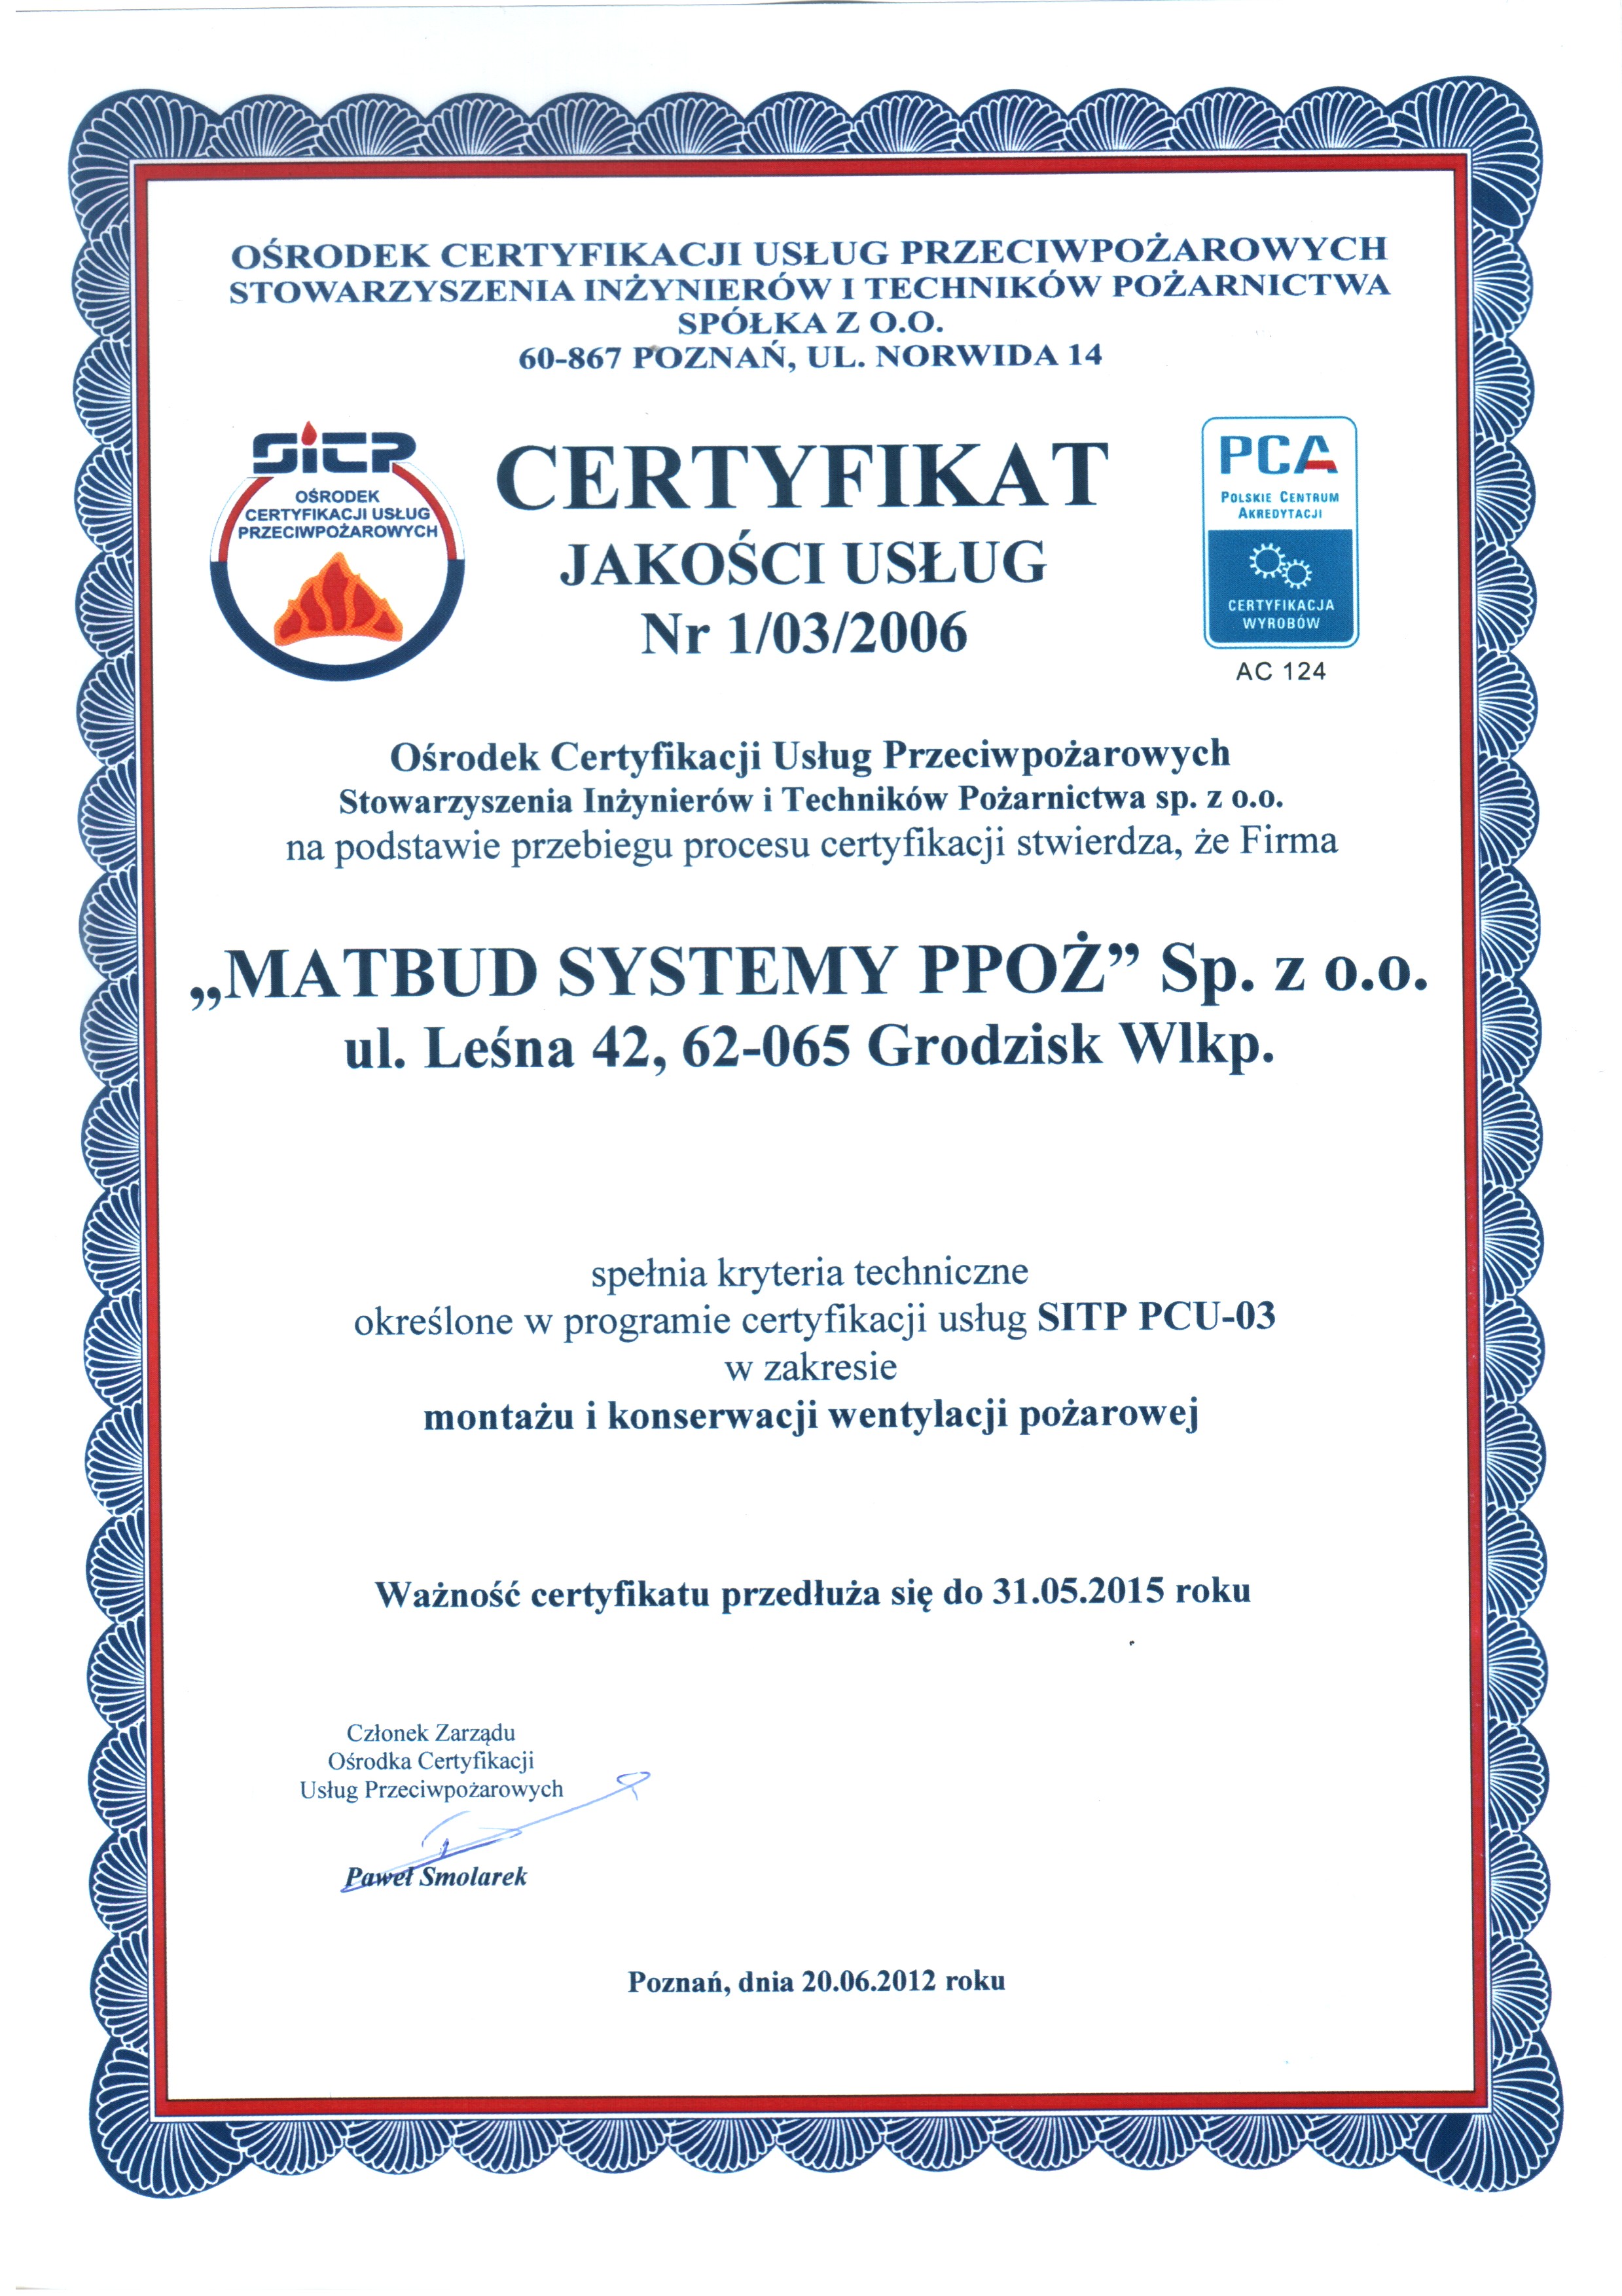 OŚRODEK CERTYFIKACJI USŁUG PRZECIWPOŻAROWYCH
STOWARZYSZENIA INŻYNIERÓW I TECHNIKÓW POŻARNICTWA
SPÓŁKA Z O.O.
60-867 POZNAŃ, UL. NORWIDA 14
SITP
OŚRODEK
CERTYFIKACJI USŁUG
PRZECIWPOŻAROWYCH
CERTYFIKAT
JAKOŚCI USŁUG
Nr 1/03/2006
PCA
POLSKIE CENTRUM
AKREDYTACJI
CERTYFIKACJA
WYROBÓW
AC 124
Ośrodek Certyfikacji Usług Przeciwpożarowych
Stowarzyszenia Inżynierów i Techników Pożarnictwa sp. z o.o.
na podstawie przebiegu procesu certyfikacji stwierdza, że Firma
„MATBUD SYSTEMY PPOŻ” Sp. z o.o.
ul. Leśna 42, 62-065 Grodzisk Wlkp.
spełnia kryteria techniczne
określone w programie certyfikacji usług SITP PCU-03
w zakresie
montażu i konserwacji wentylacji pożarowej
Ważność certyfikatu przedłuża się do 31.05.2015 roku
Członek Zarządu
Ośrodka Certyfikacji
Usług Przeciwpożarowych
Paweł Smolarek
Poznań, dnia 20.06.2012 roku